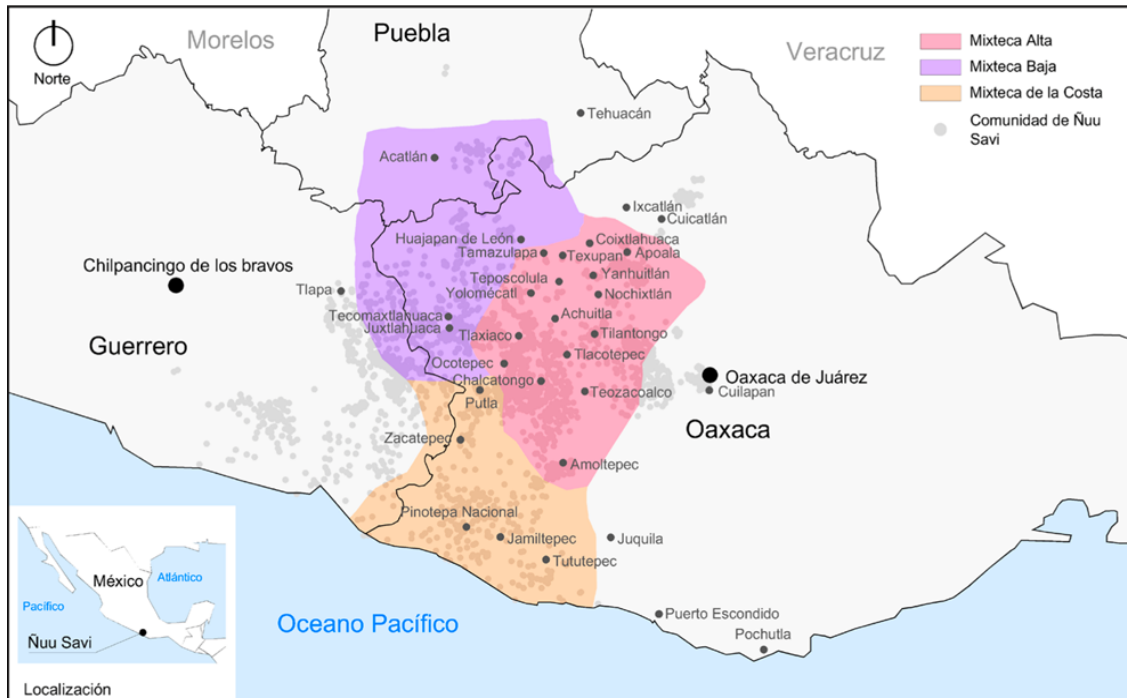 Morelos
Puebla
Veracruz
Norte
Mixteca Alta
Mixteca Baja
Mixteca de la Costa
Comunidad de Ñuu
Savi
Tehuacán
Acatlán
Ixcatlán
Cuicatlán
Huajapan de León
Coixtlahuaca
Tamazulapa
Texupan
Apoala
Chilpancingo de los bravos
Teposcolula
Yanhuitlán
Tlapa
Yolomécatl
Nochixtlán
Tecomaxtlahuaca
Achuitla
Juxtlahuaca
Tlaxiaco
Tilantongo
Guerrero
Ocotepec
Tlacotepec
Chalcatongo
Oaxaca de Juárez
Putla
Teozacoalco
Cuilapan
Zacatepec
Oaxaca
Amoltepec
Pinotepa Nacional
Jamiltepec
Juquila
Tututepec
México
Atlántico
Pacífico
Oceano Pacífico
Puerto Escondido
Ñuu Savi
Pochutla
Localización